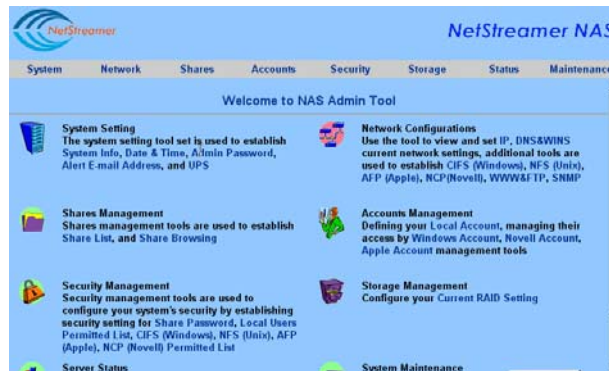 NetStreamer
NetStreamer NAS
System Network Shares Accounts Security Storage Status Maintenance
Welcome to NAS Admin Tool
System Setting
The system setting tool set is used to establish
System Info, Date & Time, Admin Password,
Alert E-mail Address, and UPS
Network Configurations
Use the tool to view and set IP, DNS&WINS
current network settings, additional tools are
used to establish CIFS (Windows), NFS (Unix),
AFP (Apple), NCP(Novell), WWW&FTP, SNMP
Shares Management
Shares management tools are used to establish
Share List, and Share Browsing
Accounts Management
Defining your Local Account, managing their
access by Windows Account, Novell Account,
Apple Account management tools
Security Management
Security management tools are used to
configure your system's security by establishing
security setting for Share Password, Local Users
Permitted List, CIFS (Windows), NFS (Unix), AFP
(Apple), NCP (Novell) Permitted List
Storage Management
Configure your Current RAID Setting
Server Status
System Maintenance